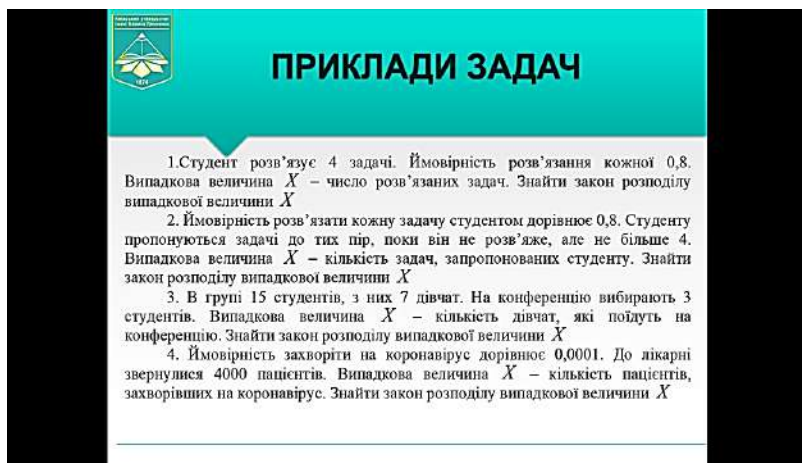 ПРИКЛАДИ ЗАДАЧ
1.Студент розв’язує 4 задачі. Ймовірність розв’язання кожної 0,8.
Випадкова величина X – число розв’язаних задач. Знайти закон розподілу
випадкової величини X
2. Ймовірність розв’язати кожну задачу студентом дорівнює 0,8. Студенту
пропонуються задачі до тих пір, поки він не розв’яже, але не більше 4.
Випадкова величина X – кількість задач, запропонованих студенту. Знайти
закон розподілу випадкової величини X
3. В групі 15 студентів, з них 7 дівчат. На конференцію вибирають 3
студентів. Випадкова величина X – кількість дівчат, які поїдуть на
конференцію. Знайти закон розподілу випадкової величини X
4. Ймовірність захворіти на коронавірус дорівнює 0,0001. До лікарні
звернулися 4000 пацієнтів. Випадкова величина X – кількість пацієнтів,
захворівших на коронавірус. Знайти закон розподілу випадкової величини X
1874